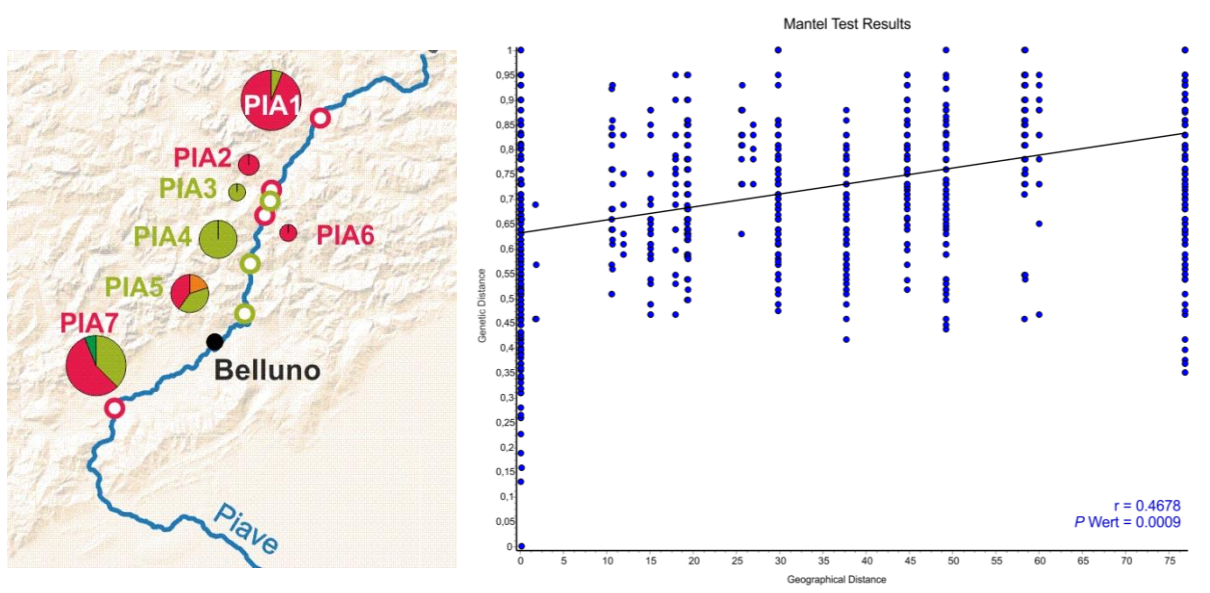 PIA1
PIA2
PIA3
PIA4
PIA6
PIA5
PIA7
Belluno
Piave
Mantel Test Results
Genetic Distance
1
0,95
0,9
0,85
0,8
0,75
0,7
0,65
0,6
0,55
0,5
0,45
0,4
0,35
0,3
0,25
0,2
0,15
0,1
0,05
0
r = 0.4678
P Wert = 0.0009
0 5 10 15 20 25 30 35 40 45 50 55 60 65 70 75
Geographical Distance